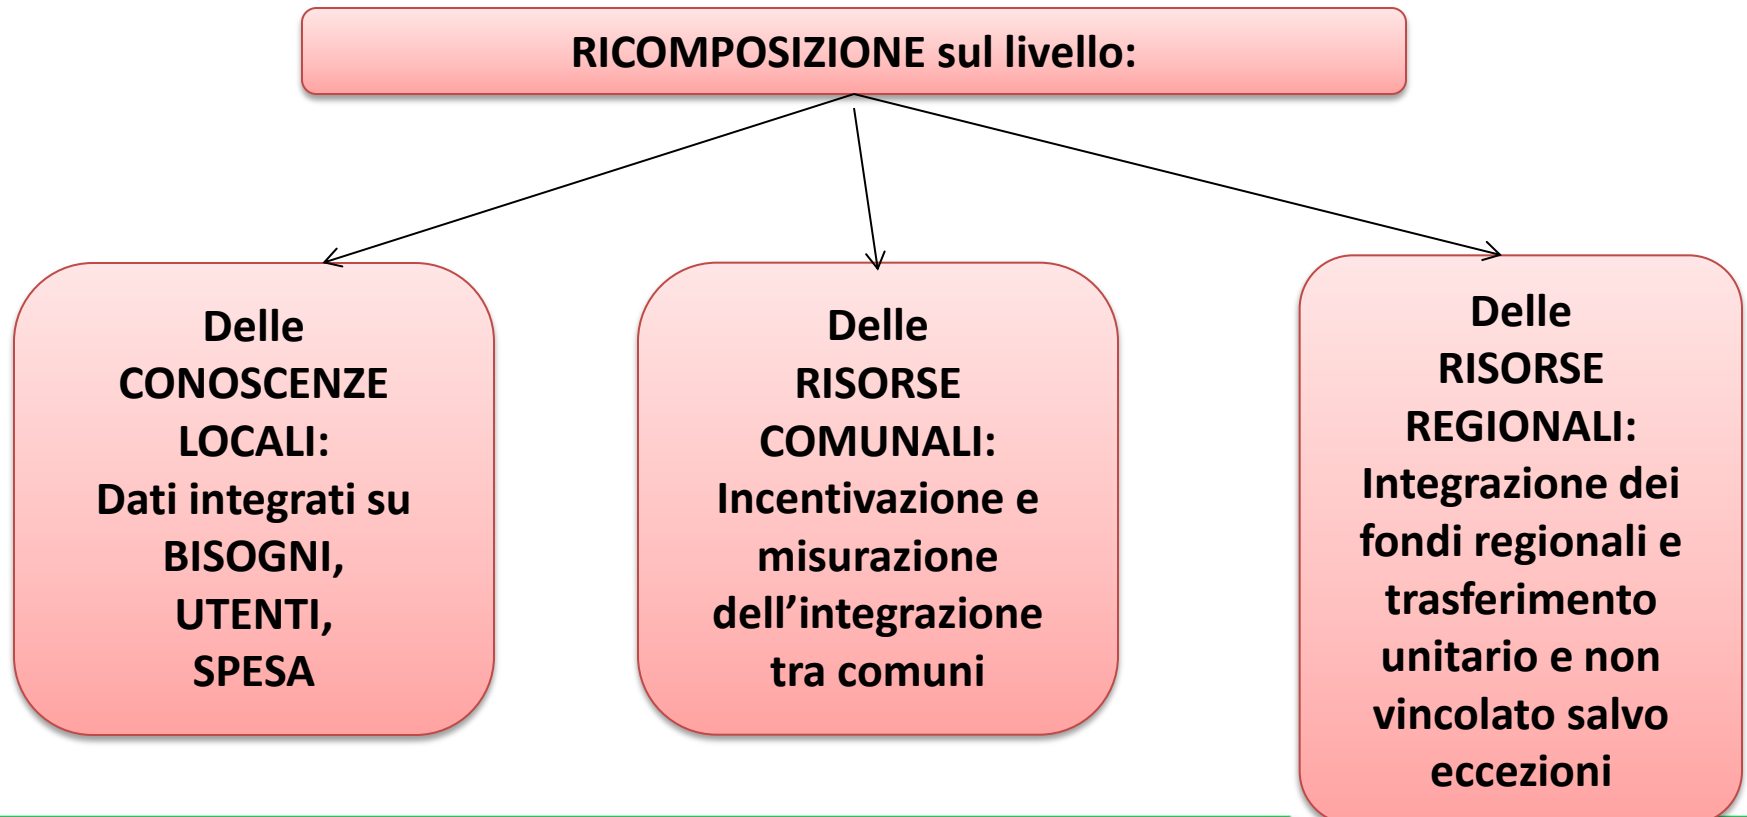 RICOMPOSIZIONE sul livello:
Delle
CONOSCENZE
LOCALI:
Dati integrati su
BISOGNI,
UTENTI,
SPESA
Delle
RISORSE
COMUNALI:
Incentivazione e
misurazione
dell’integrazione
tra comuni
Delle
RISORSE
REGIONALI:
Integrazione dei
fondi regionali e
trasferimento
unitario e non
vincolato salvo
eccezioni